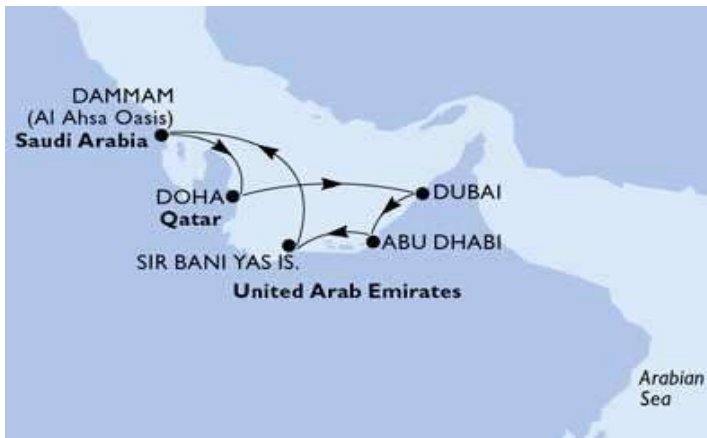 DAMMAM
(Al Ahsa Oasis)
Saudi Arabia
DOHA
Qatar
DUBAI
ABU DHABI
SIR BANI YAS IS.
United Arab Emirates
Arabian
Sea